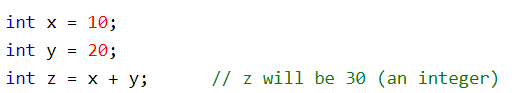 int x = 10;
int y = 20;
int z = x + y;      // z will be 30 (an integer)